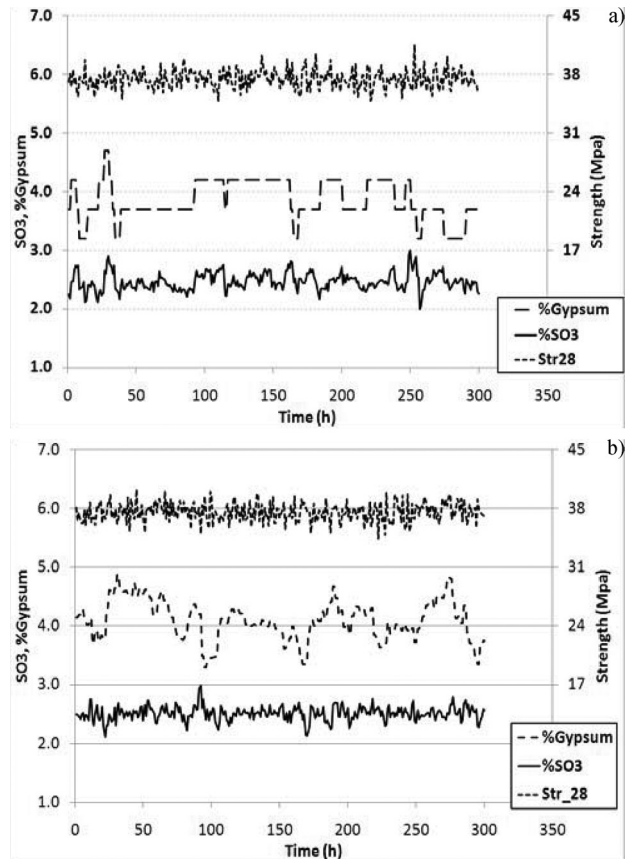 a)
7.0
6.0
5.0
4.0
3.0
2.0
1.0
SO3, %Gypsum
45
38
31
24
17
Strength (Mpa)
%Gypsum
%SO3
Str28
0 50 100 150 200 250 300 350
Time (h)
b)
7.0
6.0
5.0
4.0
3.0
2.0
1.0
SO3, %Gypsum
45
38
31
24
17
Strength (Mpa)
%Gypsum
%SO3
Str_28
0 50 100 150 200 250 300 350
Time (h)